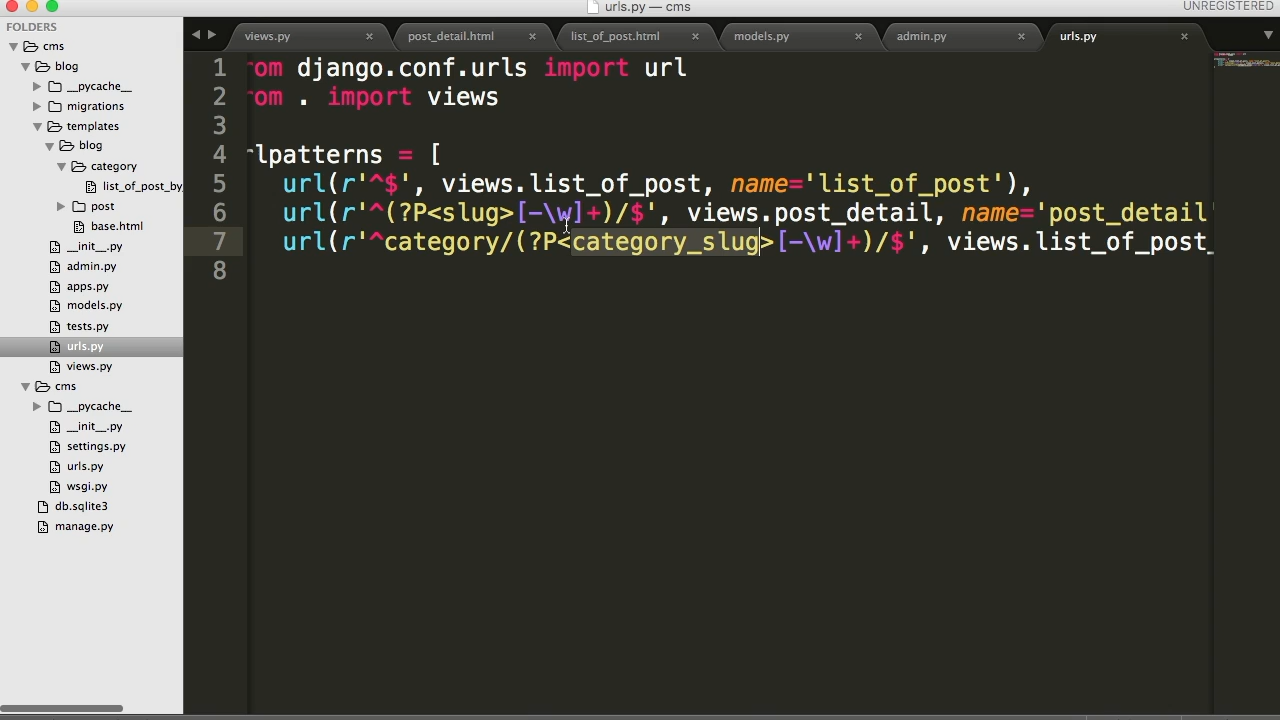 urls.py — cms
UNREGISTERED
FOLDERS
cms
blog
__pycache__
migrations
templates
blog
category
list_of_post_by_
post
base.html
__init__.py
admin.py
apps.py
models.py
tests.py
urls.py
views.py
cms
__pycache__
__init__.py
settings.py
urls.py
wsgi.py
db.sqlite3
manage.py
views.py
post_detail.html
list_of_post.html
models.py
admin.py
urls.py
1 om django.conf.urls import url
2 om . import views
3
4 rlpatterns = [
5 url(r'^$', views.list_of_post, name='list_of_post'),
6 url(r'^(?P<slug>[-\w]+)/$', views.post_detail, name='post_detail'
7 url(r'^category/(?P<category_slug>[-\w]+)/$', views.list_of_post_
8